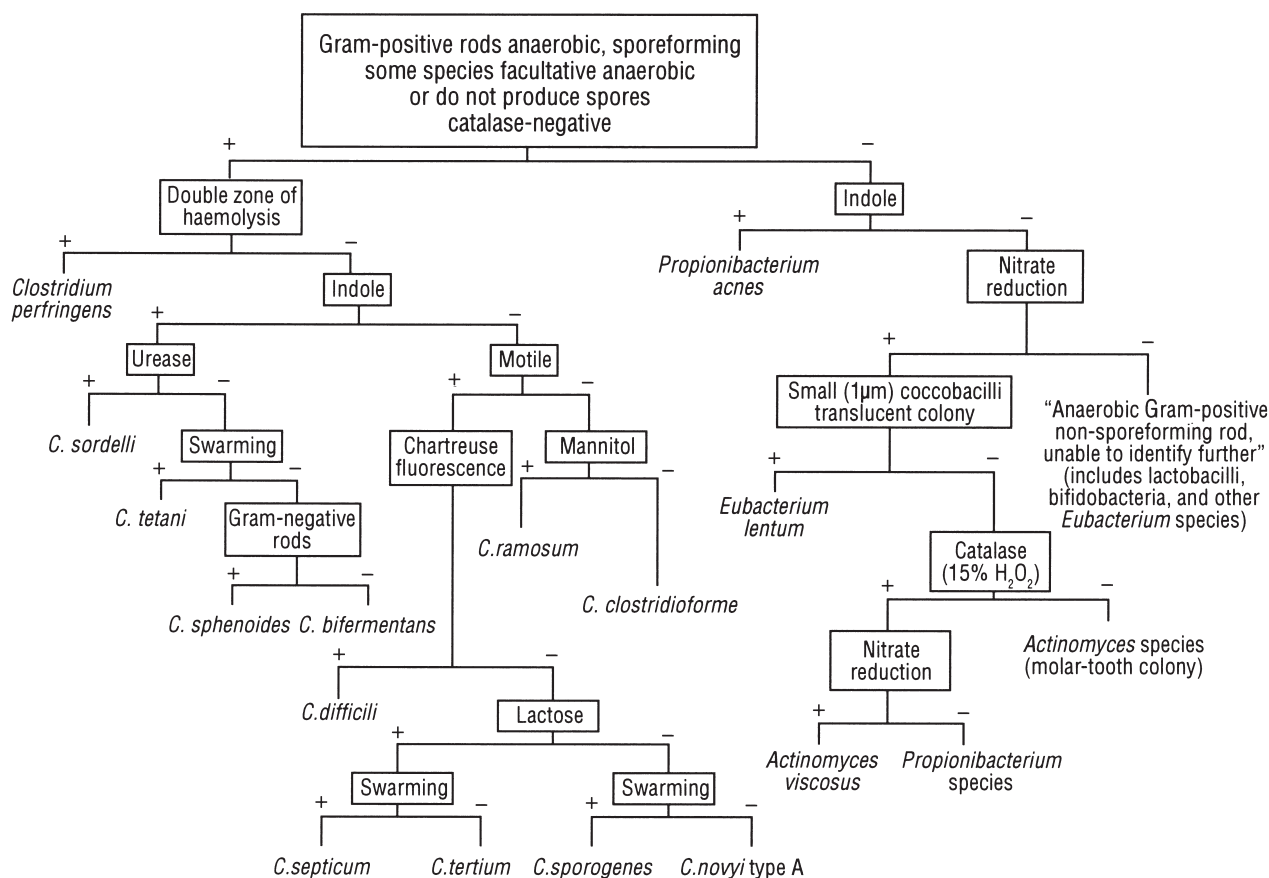 Gram-positive rods anaerobic, sporeforming
some species facultative anaerobic
or do not produce spores
catalase-negative
+
−
Double zone of
haemolysis
Indole
+
−
+
−
Clostridium
perfringens
Indole
Propionibacterium
acnes
Nitrate
reduction
+
−
+
−
Urease
Motile
Small (1µm) coccobacilli
translucent colony
"Anaerobic Gram-positive
non-sporeforming rod,
unable to identify further"
(includes lactobacilli,
bifidobacteria, and other
Eubacterium species)
+
−
+
−
C. sordelli
Swarming
Chartreuse
fluorescence
Mannitol
+
−
+
−
+
−
C. tetani
Gram-negative
rods
C.ramosum
Eubacterium
lentum
Catalase
(15% H₂O₂)
+
−
C. clostridioforme
+
−
C. sphenoides
C. bifermentans
Nitrate
reduction
Actinomyces species
(molar-tooth colony)
+
−
C.difficili
Lactose
+
−
+
−
Actinomyces
viscosus
Propionibacterium
species
Swarming
Swarming
+
−
+
−
C.septicum
C.tertium
C.sporogenes
C.novyi type A